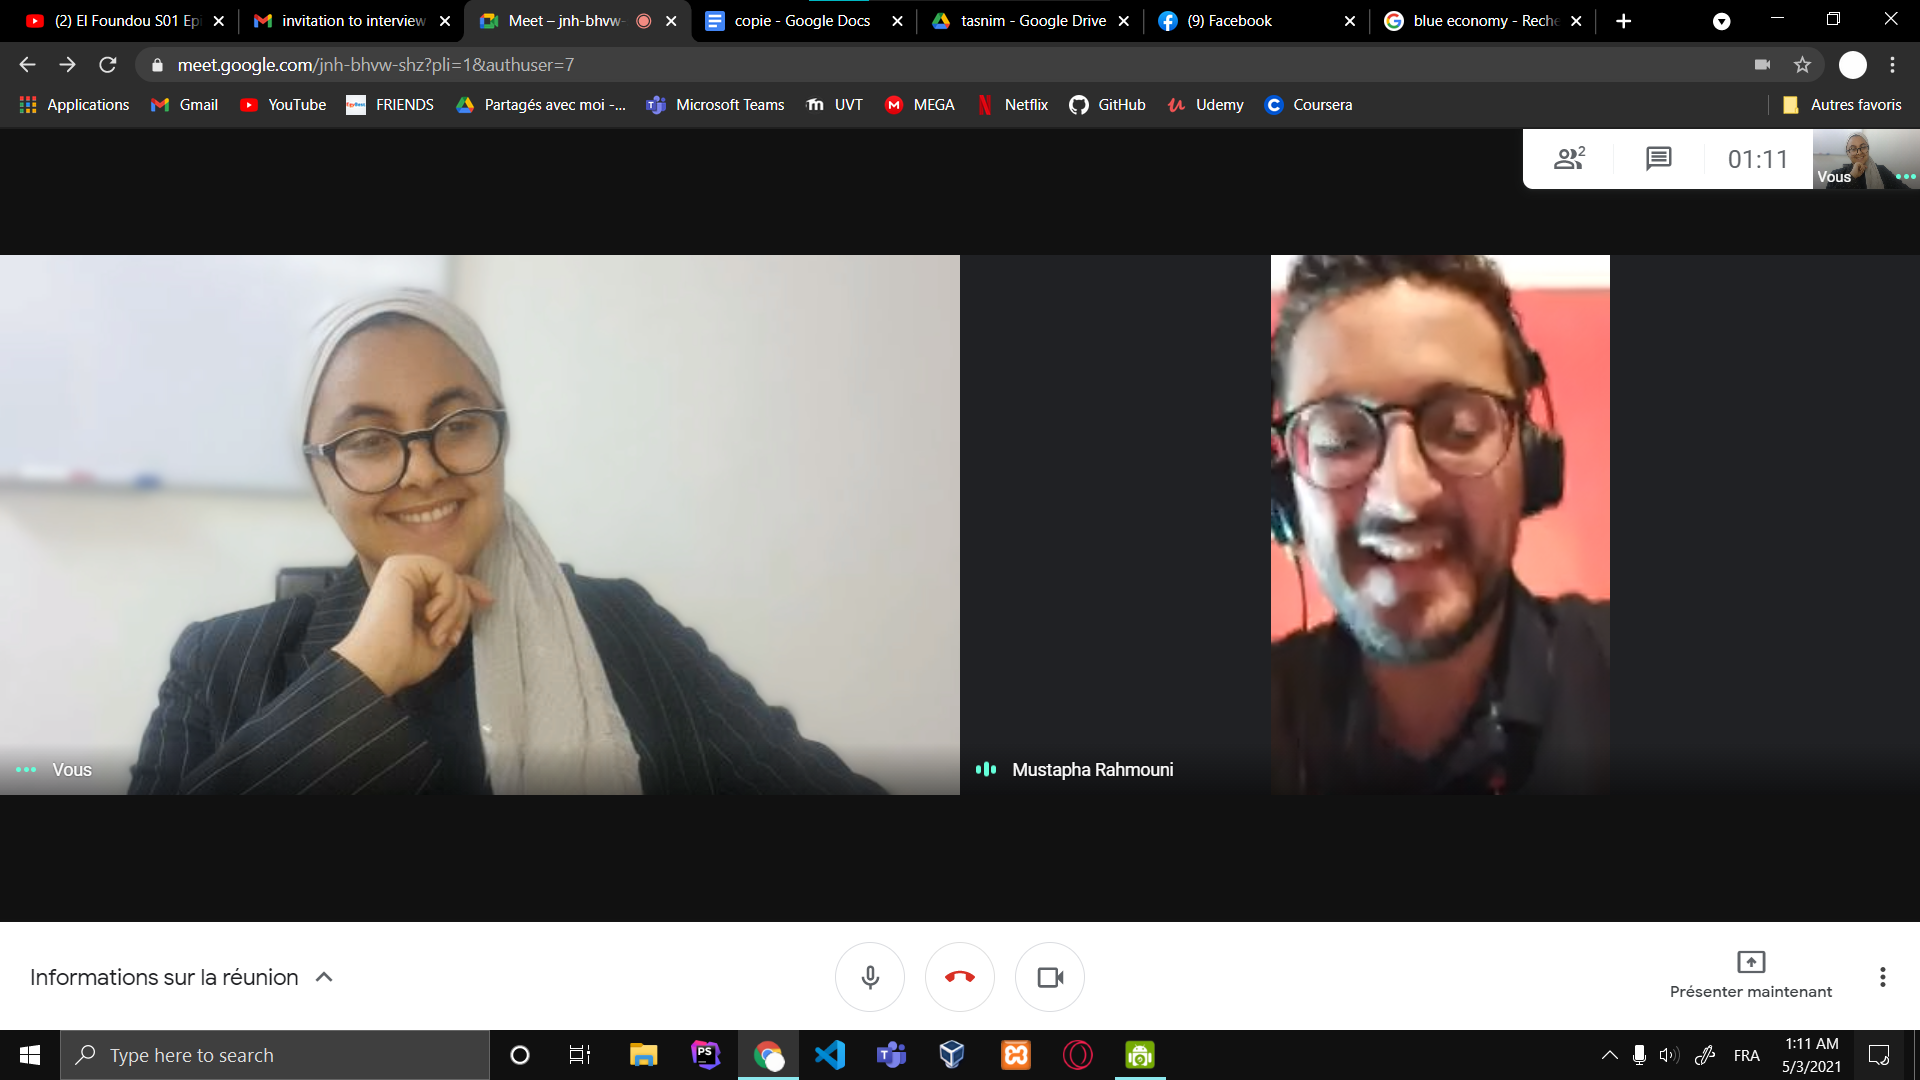 (2) El Foundou S01 Epi
invitation to interview
Meet – jnh-bhvw-
copie - Google Docs
tasnim - Google Drive
(9) Facebook
blue economy - Reche
meet.google.com/jnh-bhvw-shz?pli=1&authuser=7
Applications
Gmail
YouTube
FRIENDS
Partagés avec moi -...
Microsoft Teams
UVT
MEGA
Netflix
GitHub
Udemy
Coursera
Autres favoris
2
01:11
Vous
Vous
Mustapha Rahmouni
Informations sur la réunion
Présenter maintenant
Type here to search
PS
FRA
1:11 AM
5/3/2021